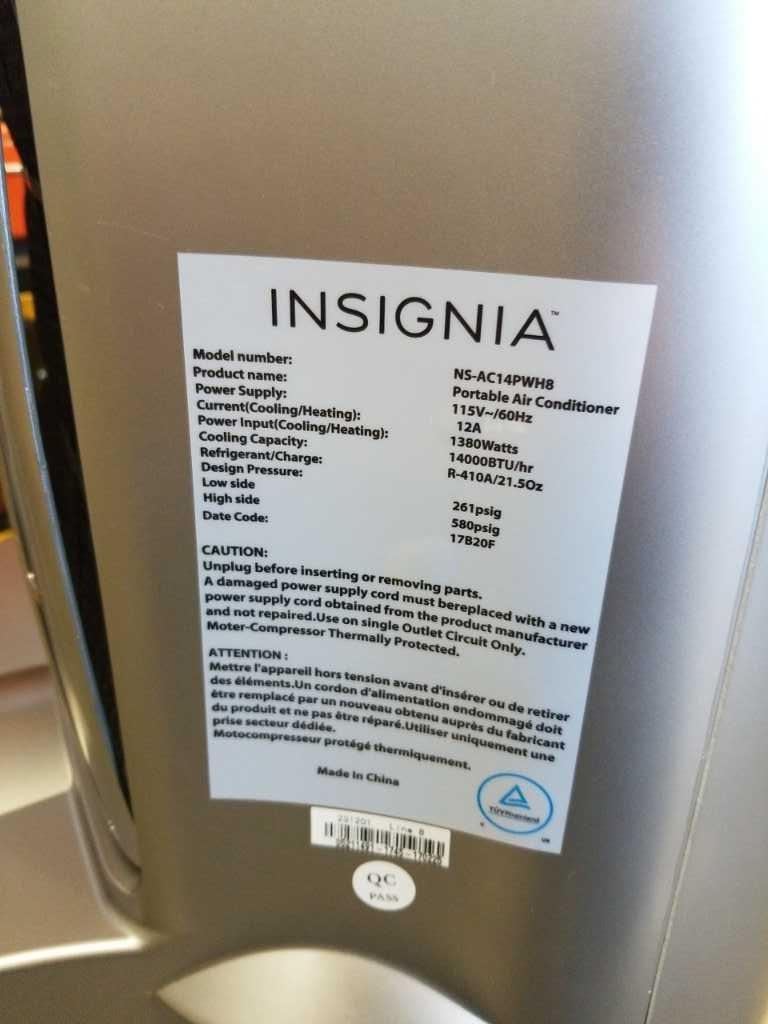 INSIGNIA™
Model number: NS-AC14PWH8
Product name: Portable Air Conditioner
Power Supply: 115V~/60Hz
Current(Cooling/Heating): 12A
Power Input(Cooling/Heating): 1380Watts
Cooling Capacity: 14000BTU/hr
Refrigerant/Charge: R-410A/21.5Oz
Design Pressure:
Low side 261psig
High side 580psig
Date Code: 17B20F
CAUTION:
Unplug before inserting or removing parts.
A damaged power supply cord must bereplaced with a new
power supply cord obtained from the product manufacturer
and not repaired.Use on single Outlet Circuit Only.
Moter-Compressor Thermally Protected.
ATTENTION :
Mettre l'appareil hors tension avant d'insérer ou de retirer
des éléments.Un cordon d'alimentation endommagé doit
être remplacé par un nouveau obtenu auprès du fabricant
du produit et ne pas être réparé.Utiliser uniquement une
prise secteur dédiée.
Motocompresseur protégé thermiquement.
Made in China
TÜVRheinland
c us
Line B
QC
PASS